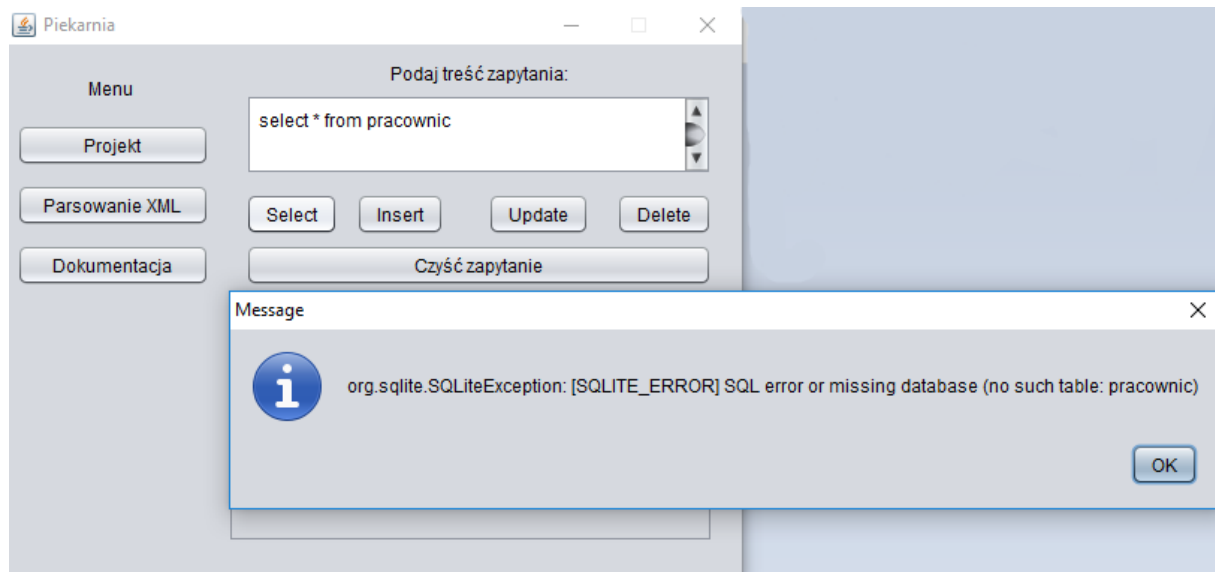 Piekarnia
Menu
Podaj treść zapytania:
select * from pracownic
Projekt
Parsowanie XML
Select Insert Update Delete
Dokumentacja
Czyść zapytanie
Message
org.sqlite.SQLiteException: [SQLITE_ERROR] SQL error or missing database (no such table: pracownic)
OK